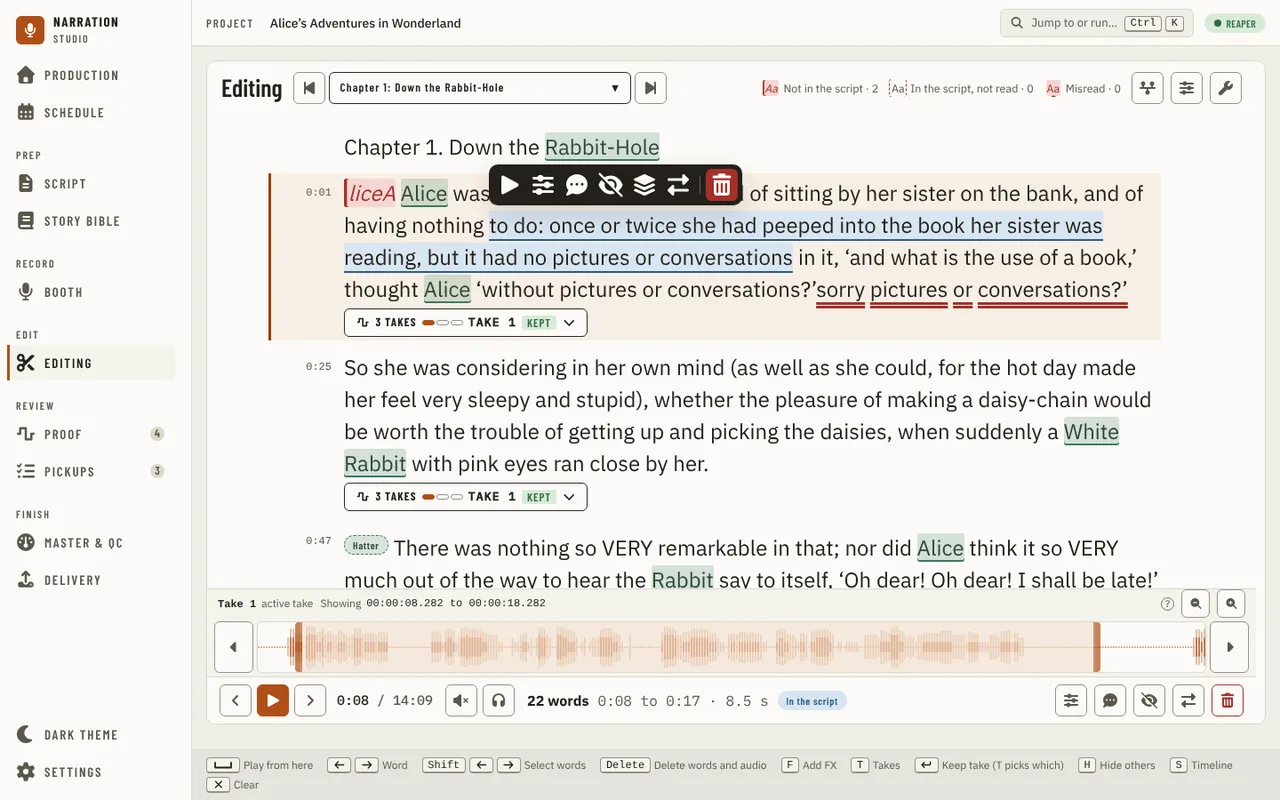 NARRATION
STUDIO
PRODUCTION
SCHEDULE
PREP
SCRIPT
STORY BIBLE
RECORD
BOOTH
EDIT
EDITING
REVIEW
PROOF 4
PICKUPS 3
FINISH
MASTER & QC
DELIVERY
DARK THEME
SETTINGS
PROJECT Alice's Adventures in Wonderland
Jump to or run... Ctrl K
REAPER
Editing
Chapter 1: Down the Rabbit-Hole
Aa Not in the script · 2 Aa In the script, not read · 0 Aa Misread · 0
Chapter 1. Down the Rabbit-Hole
0:01 liceA Alice was of sitting by her sister on the bank, and of
having nothing to do: once or twice she had peeped into the book her sister was
reading, but it had no pictures or conversations in it, ‘and what is the use of a book,’
thought Alice ‘without pictures or conversations?’sorry pictures or conversations?’
3 TAKES TAKE 1 KEPT
0:25 So she was considering in her own mind (as well as she could, for the hot day made
her feel very sleepy and stupid), whether the pleasure of making a daisy-chain would
be worth the trouble of getting up and picking the daisies, when suddenly a White
Rabbit with pink eyes ran close by her.
3 TAKES TAKE 1 KEPT
0:47 Hatter There was nothing so VERY remarkable in that; nor did Alice think it so VERY
much out of the way to hear the Rabbit say to itself, ‘Oh dear! Oh dear! I shall be late!’
Take 1 active take Showing 00:00:08.282 to 00:00:18.282
?
0:08 / 14:09
22 words 0:08 to 0:17 · 8.5 s In the script
Play from here ← → Word Shift ← → Select words Delete Delete words and audio F Add FX T Takes ↵ Keep take (T picks which) H Hide others S Timeline
X Clear